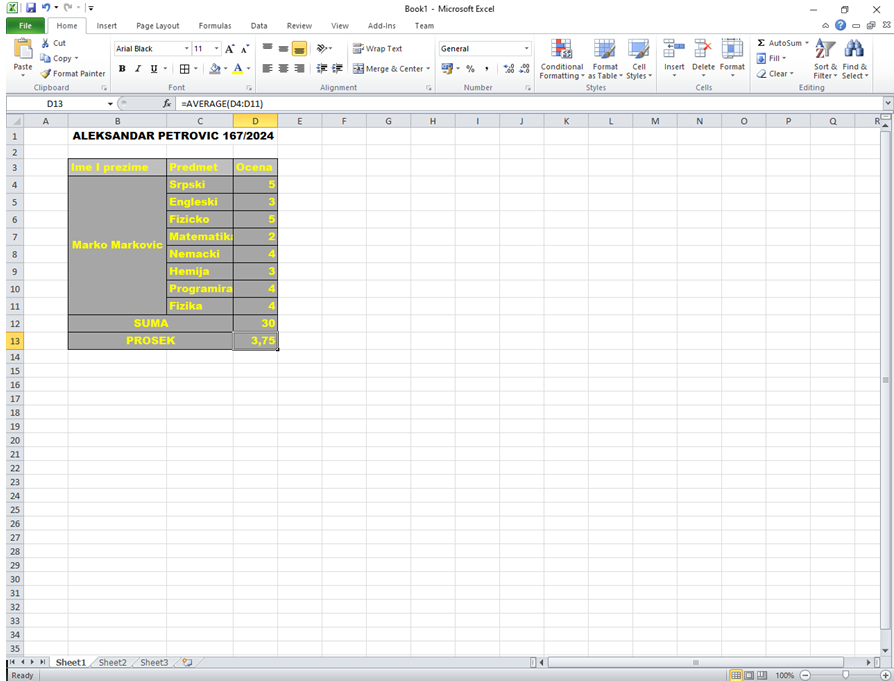 Book1 - Microsoft Excel
File Home Insert Page Layout Formulas Data Review View Add-Ins Team
Paste
Cut
Copy
Format Painter
Clipboard
Arial Black 11
B I U
Font
Wrap Text
Merge & Center
Alignment
General
Number
Conditional Formatting
Format as Table
Cell Styles
Styles
Insert Delete Format
Cells
AutoSum
Fill
Clear
Sort & Filter
Find & Select
Editing
D13 fx =AVERAGE(D4:D11)
A B C D E F G H I J K L M N O P Q R
1 ALEKSANDAR PETROVIC 167/2024
2
3 Ime I prezime Predmet Ocena
4 Srpski 5
5 Engleski 3
6 Fizicko 5
7 Matematika 2
Marko Markovic
8 Nemacki 4
9 Hemija 3
10 Programira 4
11 Fizika 4
12 SUMA 30
13 PROSEK 3,75
14
15
16
17
18
19
20
21
22
23
24
25
26
27
28
29
30
31
32
33
34
35
Sheet1 Sheet2 Sheet3
Ready 100%